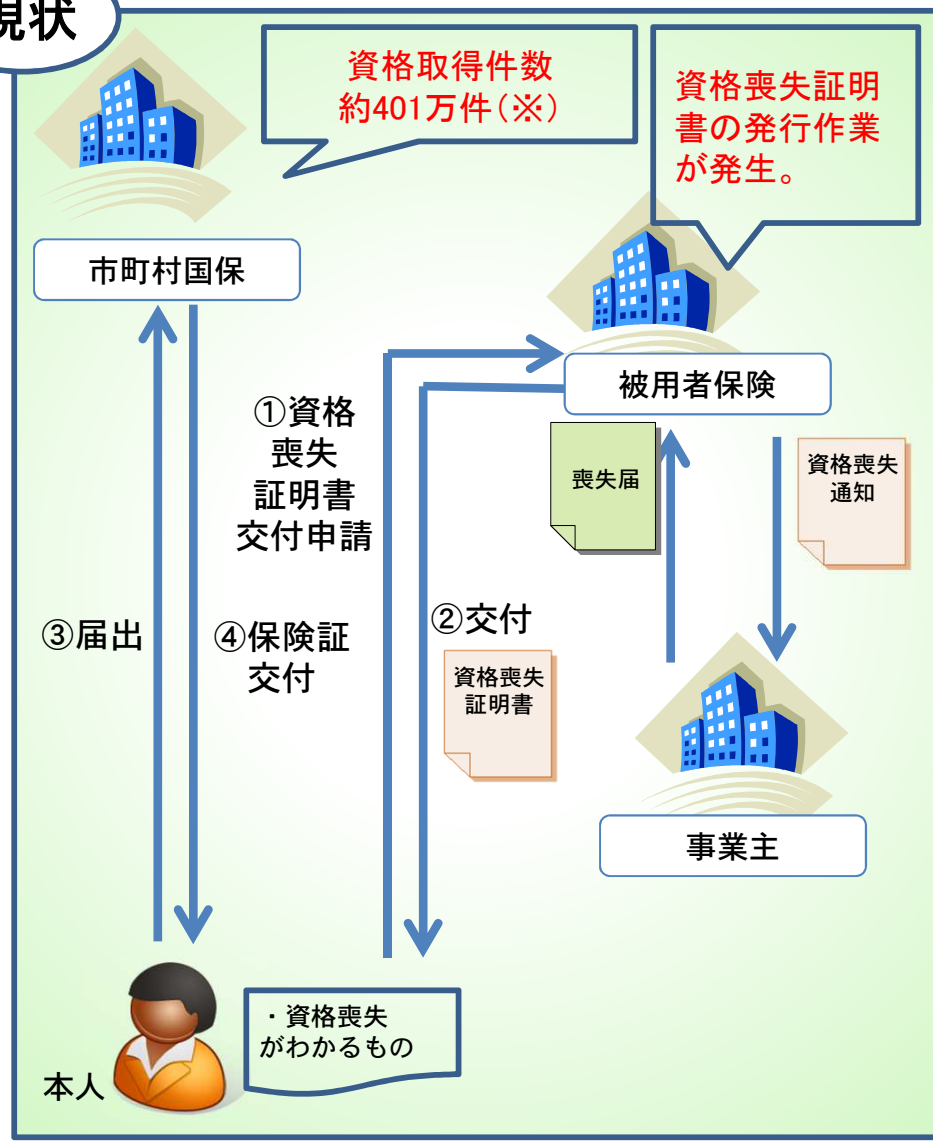 現状
資格取得件数
約401万件(※)
資格喪失証明
書の発行作業
が発生。
市町村国保
被用者保険
①資格
喪失
証明書
交付申請
喪失届
資格喪失
通知
②交付
資格喪失
証明書
③届出
④保険証
交付
事業主
・資格喪失
がわかるもの
本人